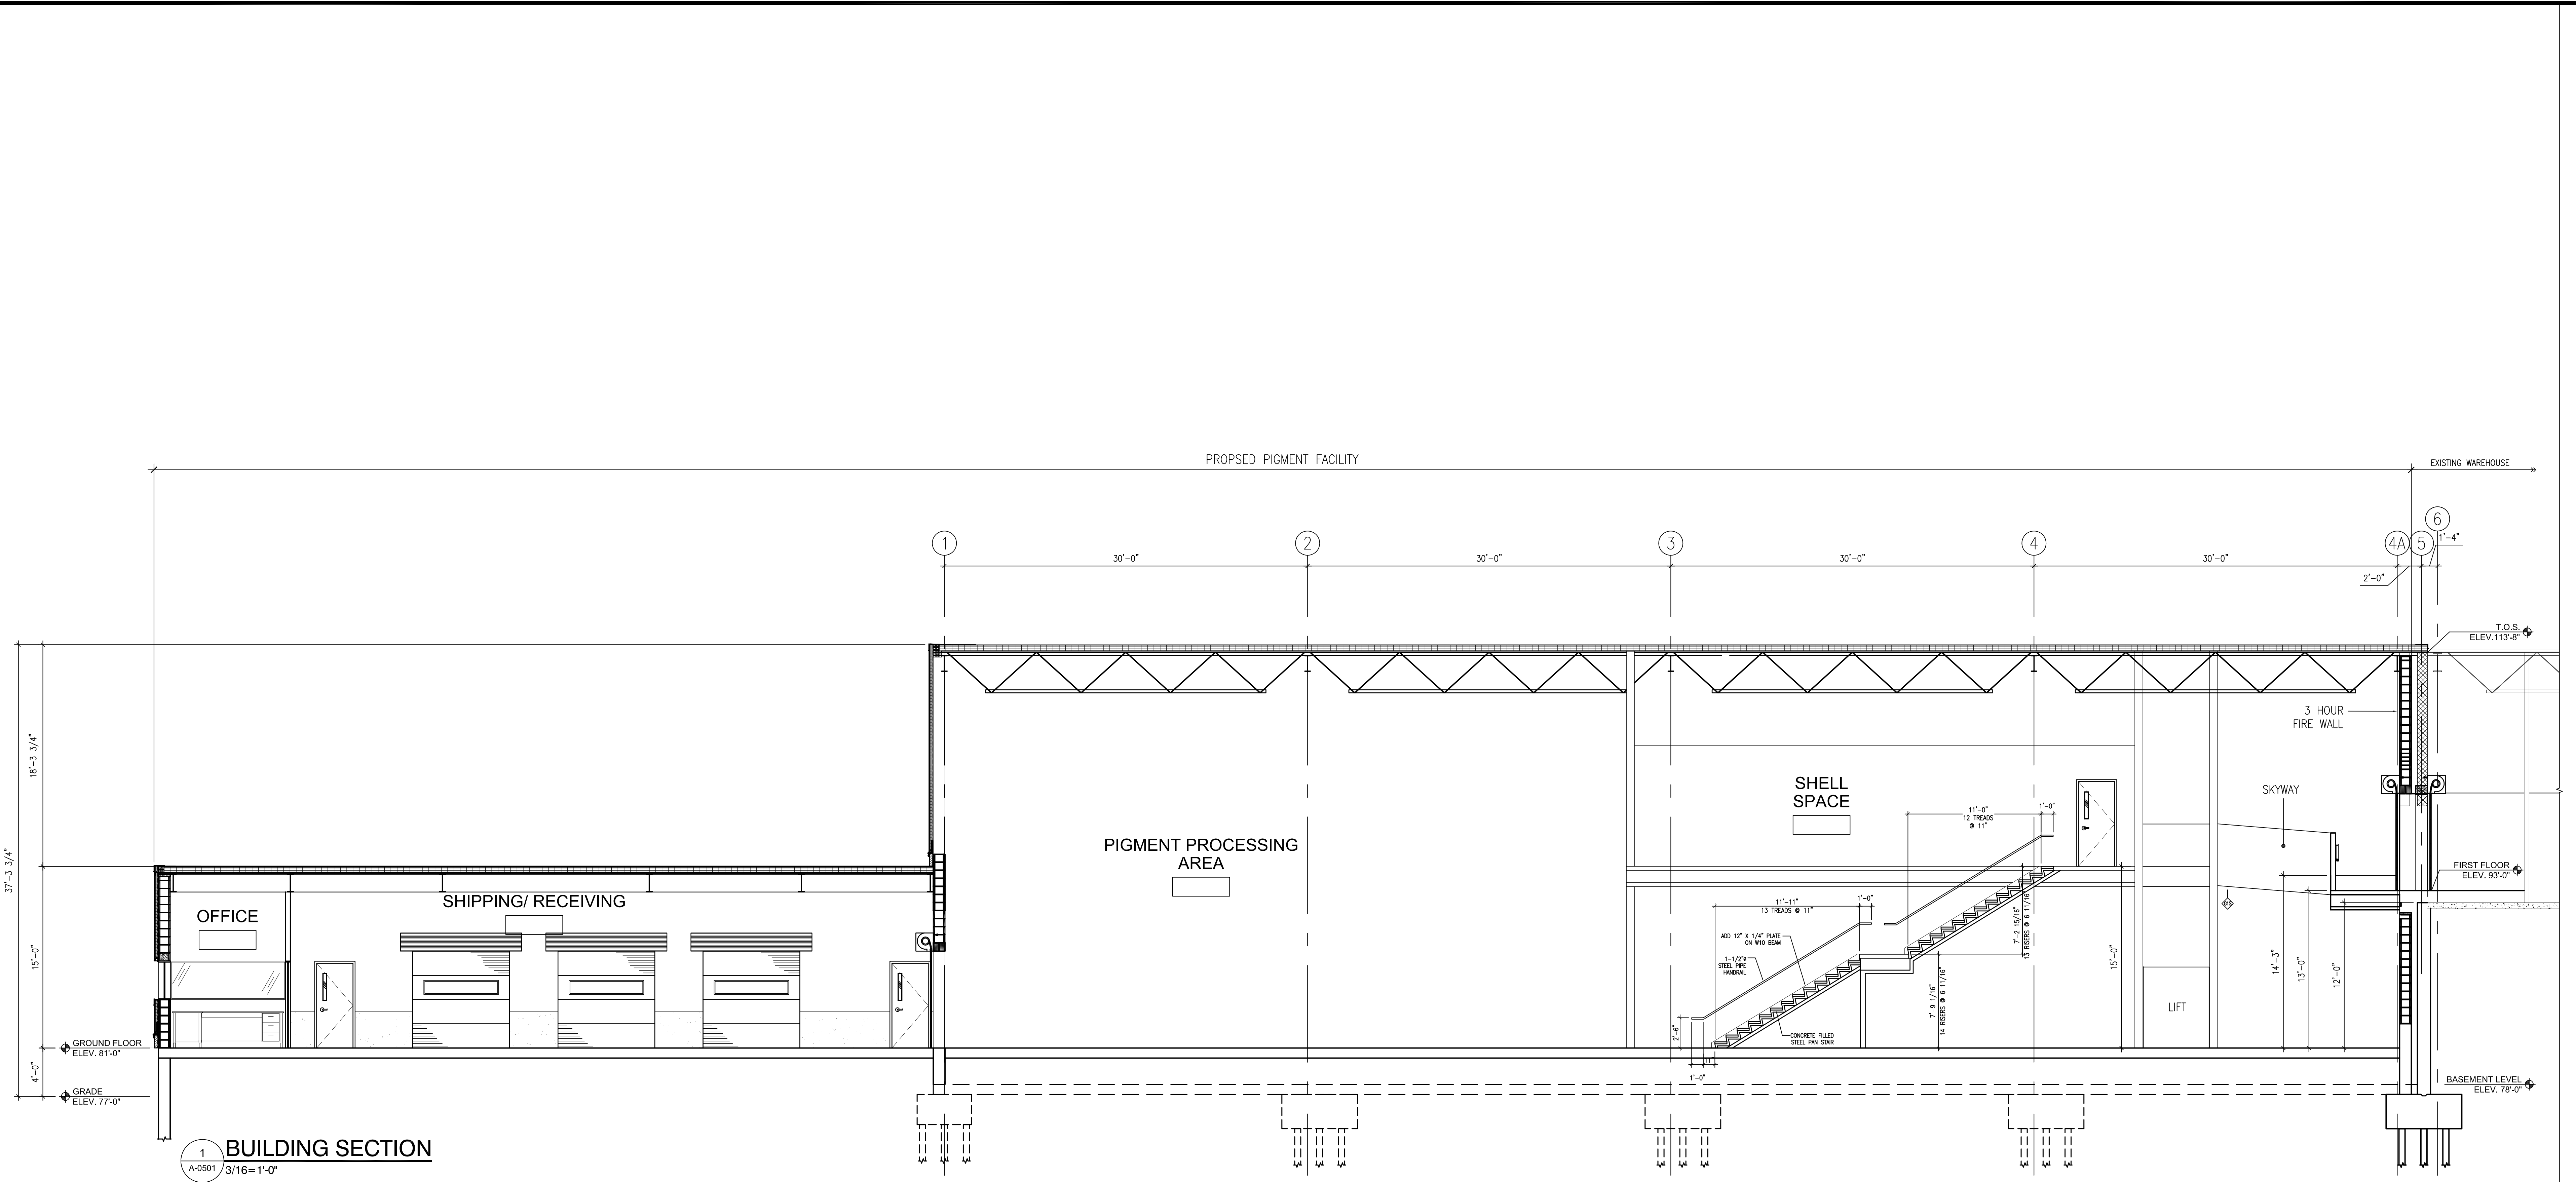 PROPSED PIGMENT FACILITY
EXISTING WAREHOUSE
1
2
3
4
4A
5
6
30'-0"
30'-0"
30'-0"
30'-0"
2'-0"
1'-4"
T.O.S.
ELEV.113'-8"
3 HOUR
FIRE WALL
37'-3 3/4"
18'-3 3/4"
15'-0"
4'-0"
SHELL
SPACE
SKYWAY
PIGMENT PROCESSING
AREA
11'-0"
12 TREADS
@ 11"
1'-0"
FIRST FLOOR
ELEV. 93'-0"
OFFICE
SHIPPING/ RECEIVING
11'-11"
13 TREADS @ 11"
1'-0"
ADD 12" X 1/4" PLATE
ON W10 BEAM
1-1/2"ø
STEEL PIPE
HANDRAIL
7'-2 15/16"
13 RISERS @ 6 11/16"
7'-9 1/16"
14 RISERS @ 6 11/16"
15'-0"
14'-3"
13'-0"
12'-0"
LIFT
2'-6"
CONCRETE FILLED
STEEL PAN STAIR
11"
1'-0"
GROUND FLOOR
ELEV. 81'-0"
GRADE
ELEV. 77'-0"
BASEMENT LEVEL
ELEV. 78'-0"
1
A-0501
BUILDING SECTION
3/16=1'-0"